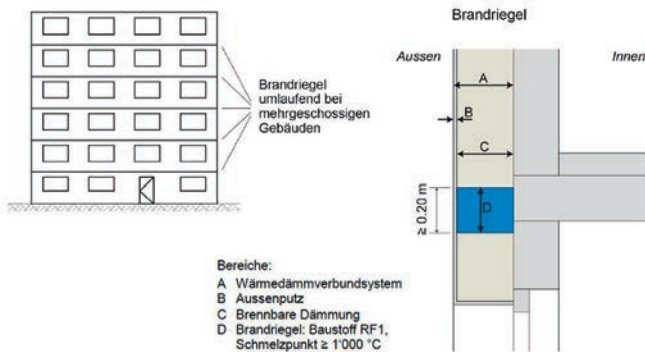 Brandriegel
Aussen
Innen
A
Brandriegel
umlaufend bei
mehrgeschossigen
Gebäuden
B
C
≥ 0.20 m
D
Bereiche:
A Wärmedämmverbundsystem
B Aussenputz
C Brennbare Dämmung
D Brandriegel: Baustoff RF1,
Schmelzpunkt ≥ 1'000 °C